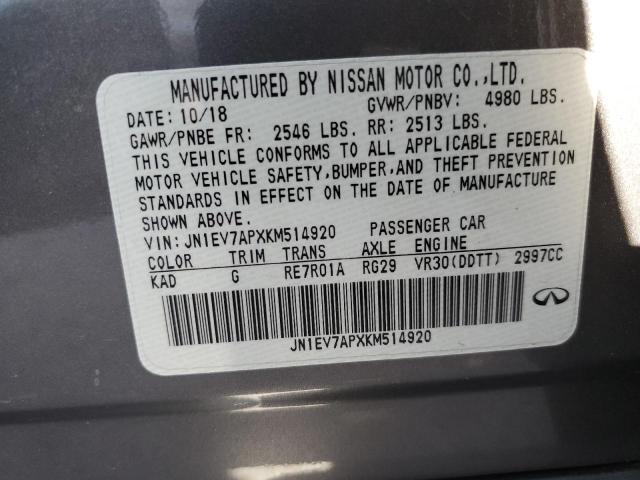 MANUFACTURED BY NISSAN MOTOR CO.,LTD.
DATE: 10/18 GVWR/PNBV: 4980 LBS.
GAWR/PNBE FR: 2546 LBS. RR: 2513 LBS.
THIS VEHICLE CONFORMS TO ALL APPLICABLE FEDERAL
MOTOR VEHICLE SAFETY,BUMPER,AND THEFT PREVENTION
STANDARDS IN EFFECT ON THE DATE OF MANUFACTURE
SHOWN ABOVE.
VIN: JN1EV7APXKM514920 PASSENGER CAR
COLOR TRIM TRANS AXLE ENGINE
KAD G RE7R01A RG29 VR30(DDTT) 2997CC
JN1EV7APXKM514920